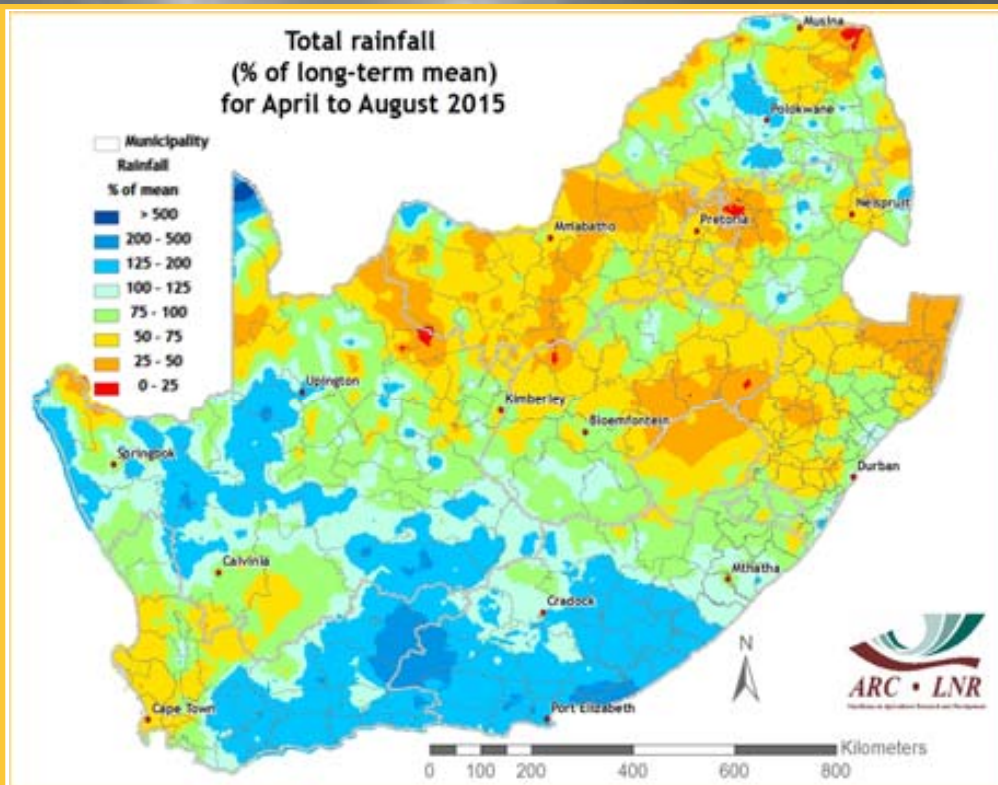 Total rainfall
(% of long-term mean)
for April to August 2015
Municipality
Rainfall
% of mean
> 500
200 - 500
125 - 200
100 - 125
75 - 100
50 - 75
25 - 50
0 - 25
Musina
Polokwane
Nelspruit
Pretoria
Mmabatho
Upington
Kimberley
Bloemfontein
Springbok
Durban
Calvinia
Mthatha
Cradock
N
ARC • LNR
Cape Town
Port Elizabeth
Kilometers
0 100 200 400 600 800